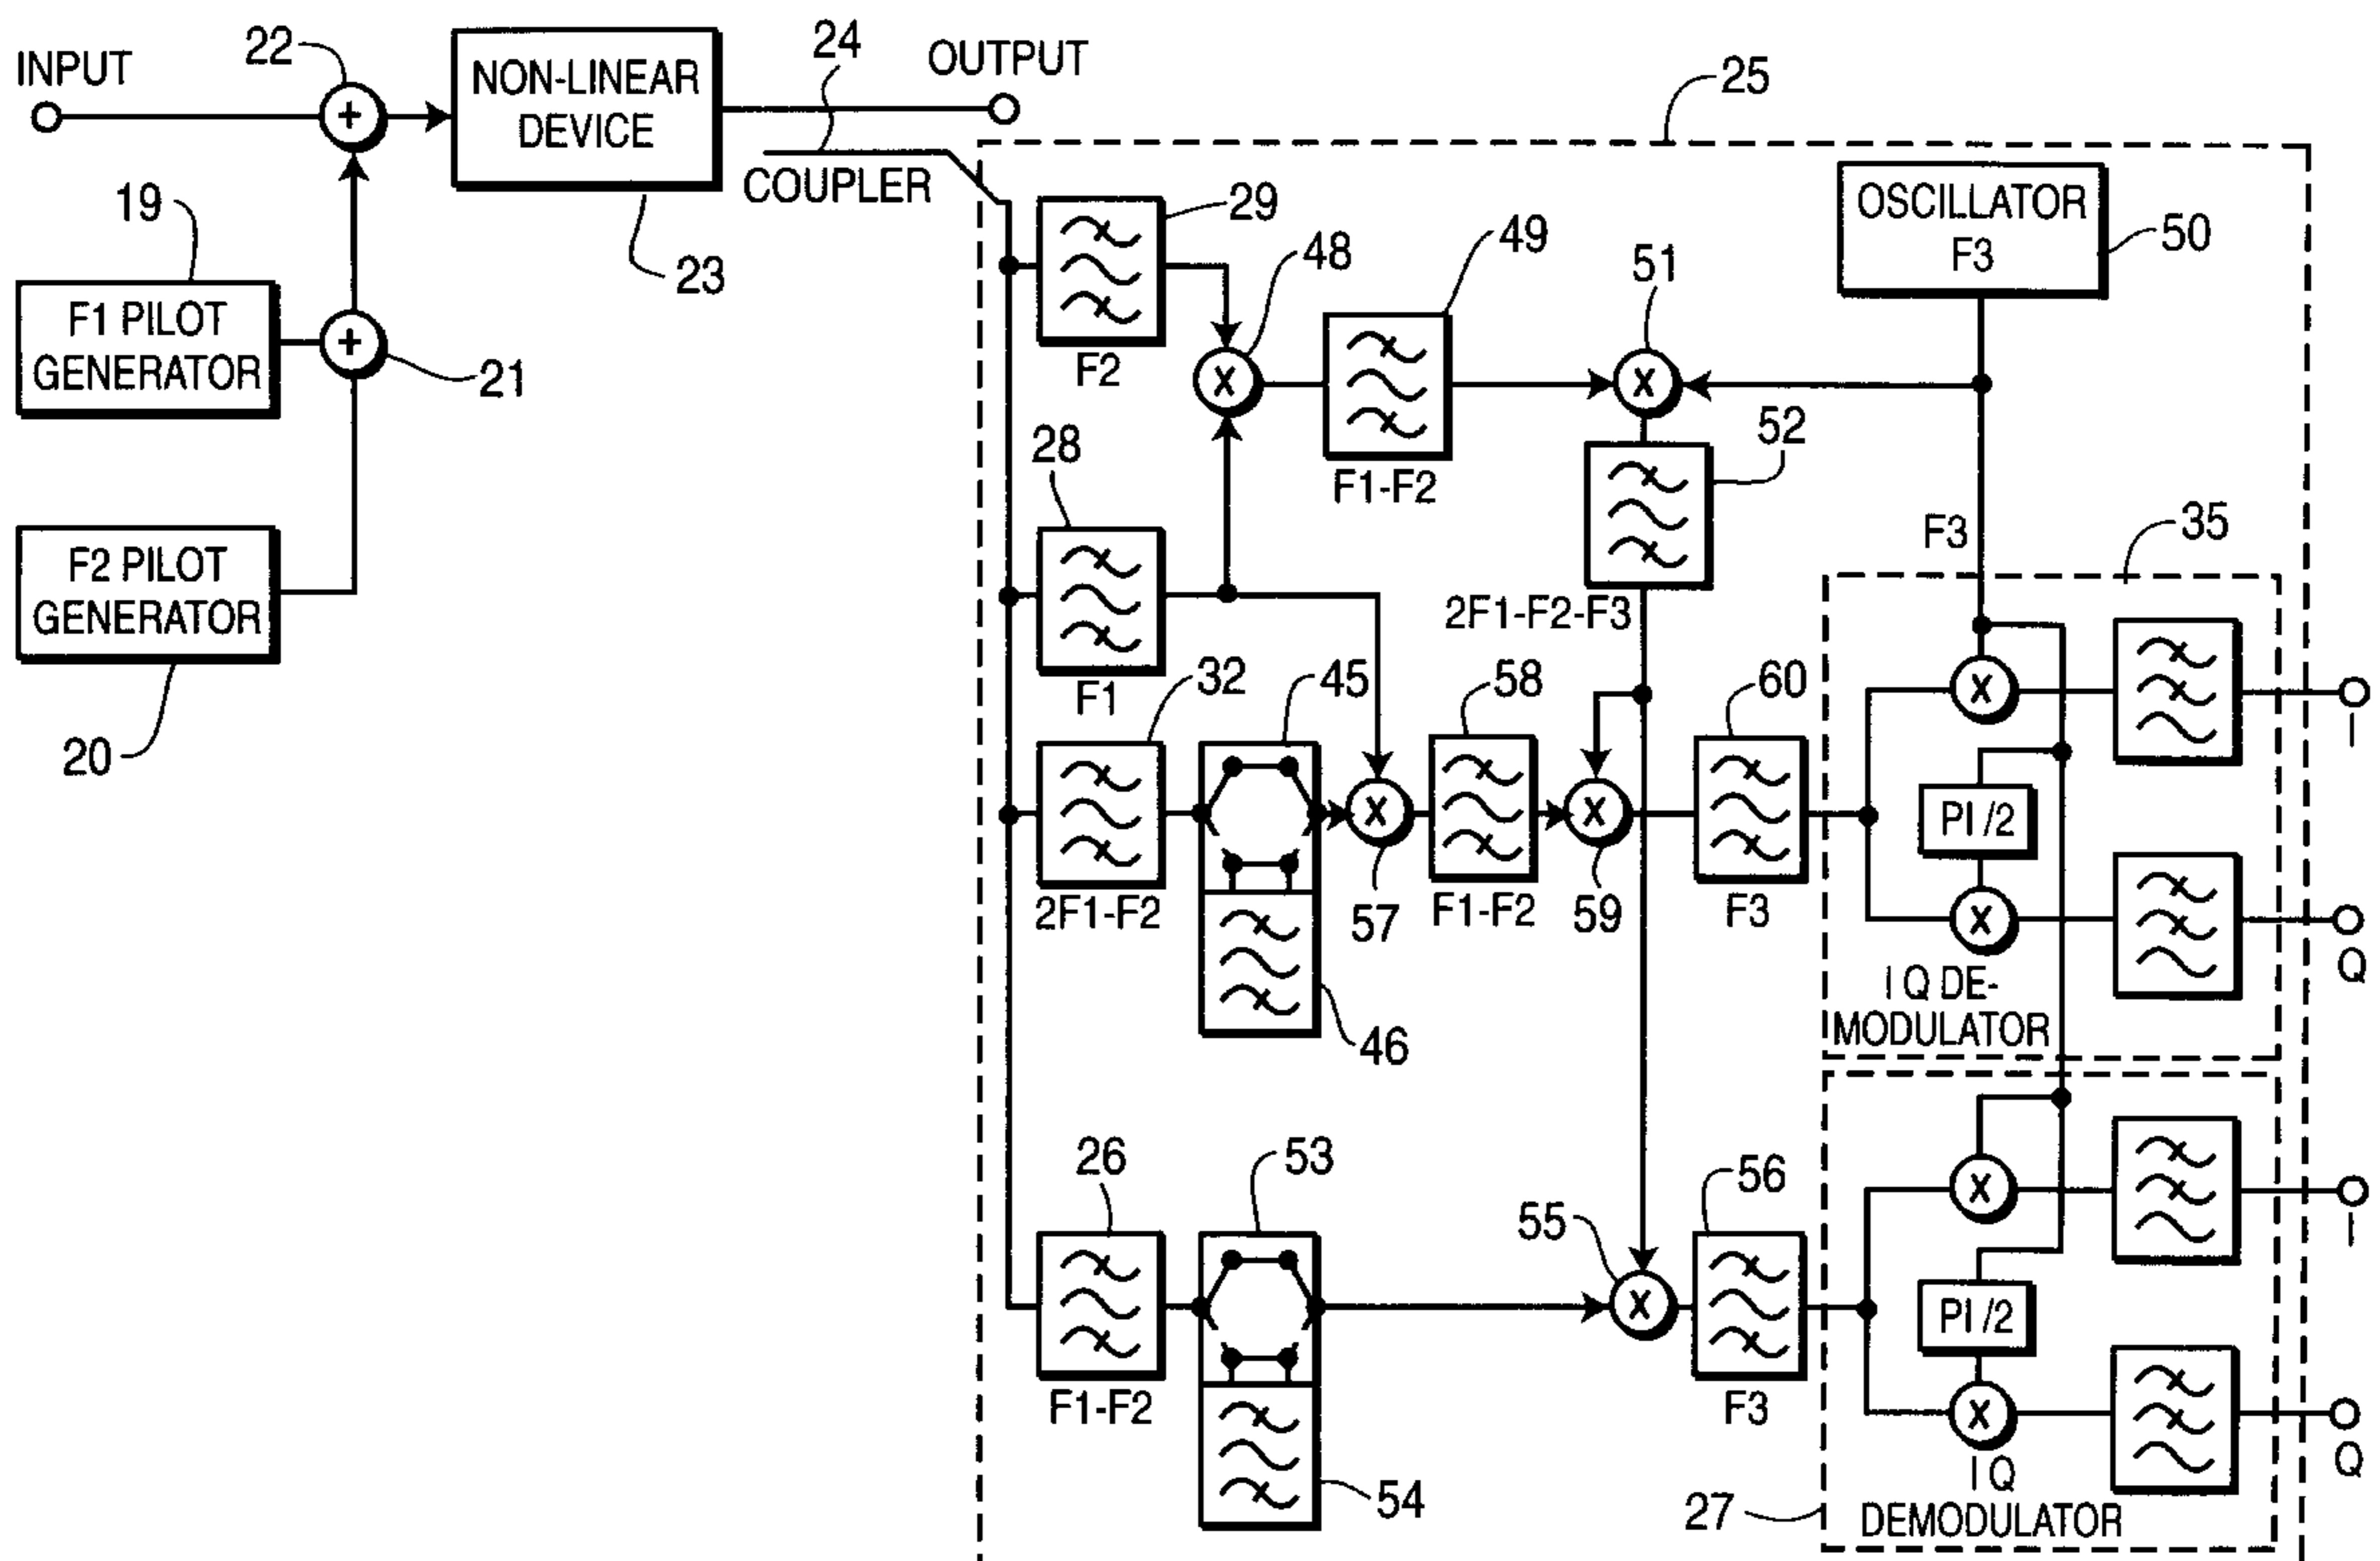 INPUT
22
+
NON-LINEAR
DEVICE
24
OUTPUT
COUPLER
25
19
23
F1 PILOT
GENERATOR
+
21
F2 PILOT
GENERATOR
20
29
F2
48
X
49
F1-F2
51
X
OSCILLATOR
F3
50
52
2F1-F2-F3
F3
35
28
F1
32
2F1-F2
45
46
X
57
58
F1-F2
X
59
60
F3
X
I
PI/2
X
Q
I Q DE-
MODULATOR
26
F1-F2
53
54
55
X
56
F3
X
I
PI/2
X
Q
I Q
DEMODULATOR
27